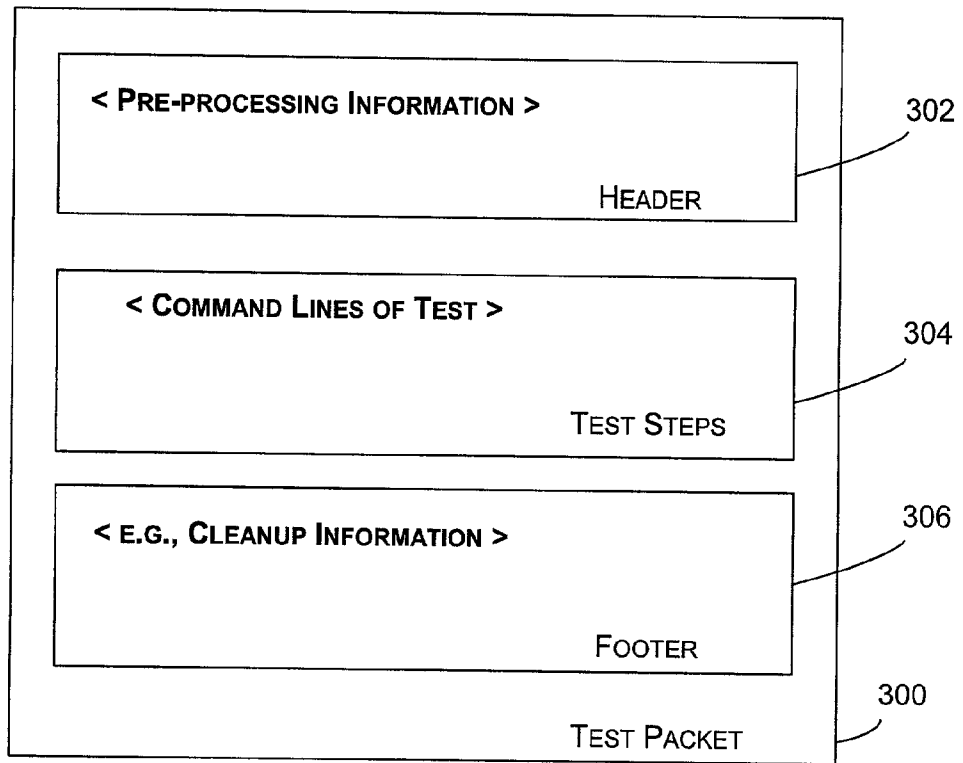 < PRE-PROCESSING INFORMATION >
302
HEADER
< COMMAND LINES OF TEST >
304
TEST STEPS
< E.G., CLEANUP INFORMATION >
306
FOOTER
300
TEST PACKET